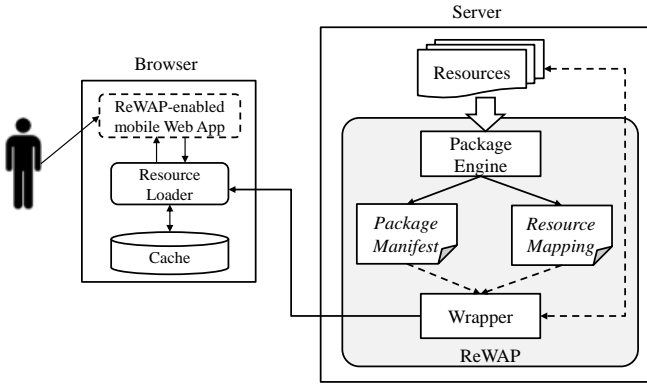 Server
Browser
Resources
ReWAP-enabled
mobile Web App
Package
Engine
Resource
Loader
Package
Manifest
Resource
Mapping
Cache
Wrapper
ReWAP